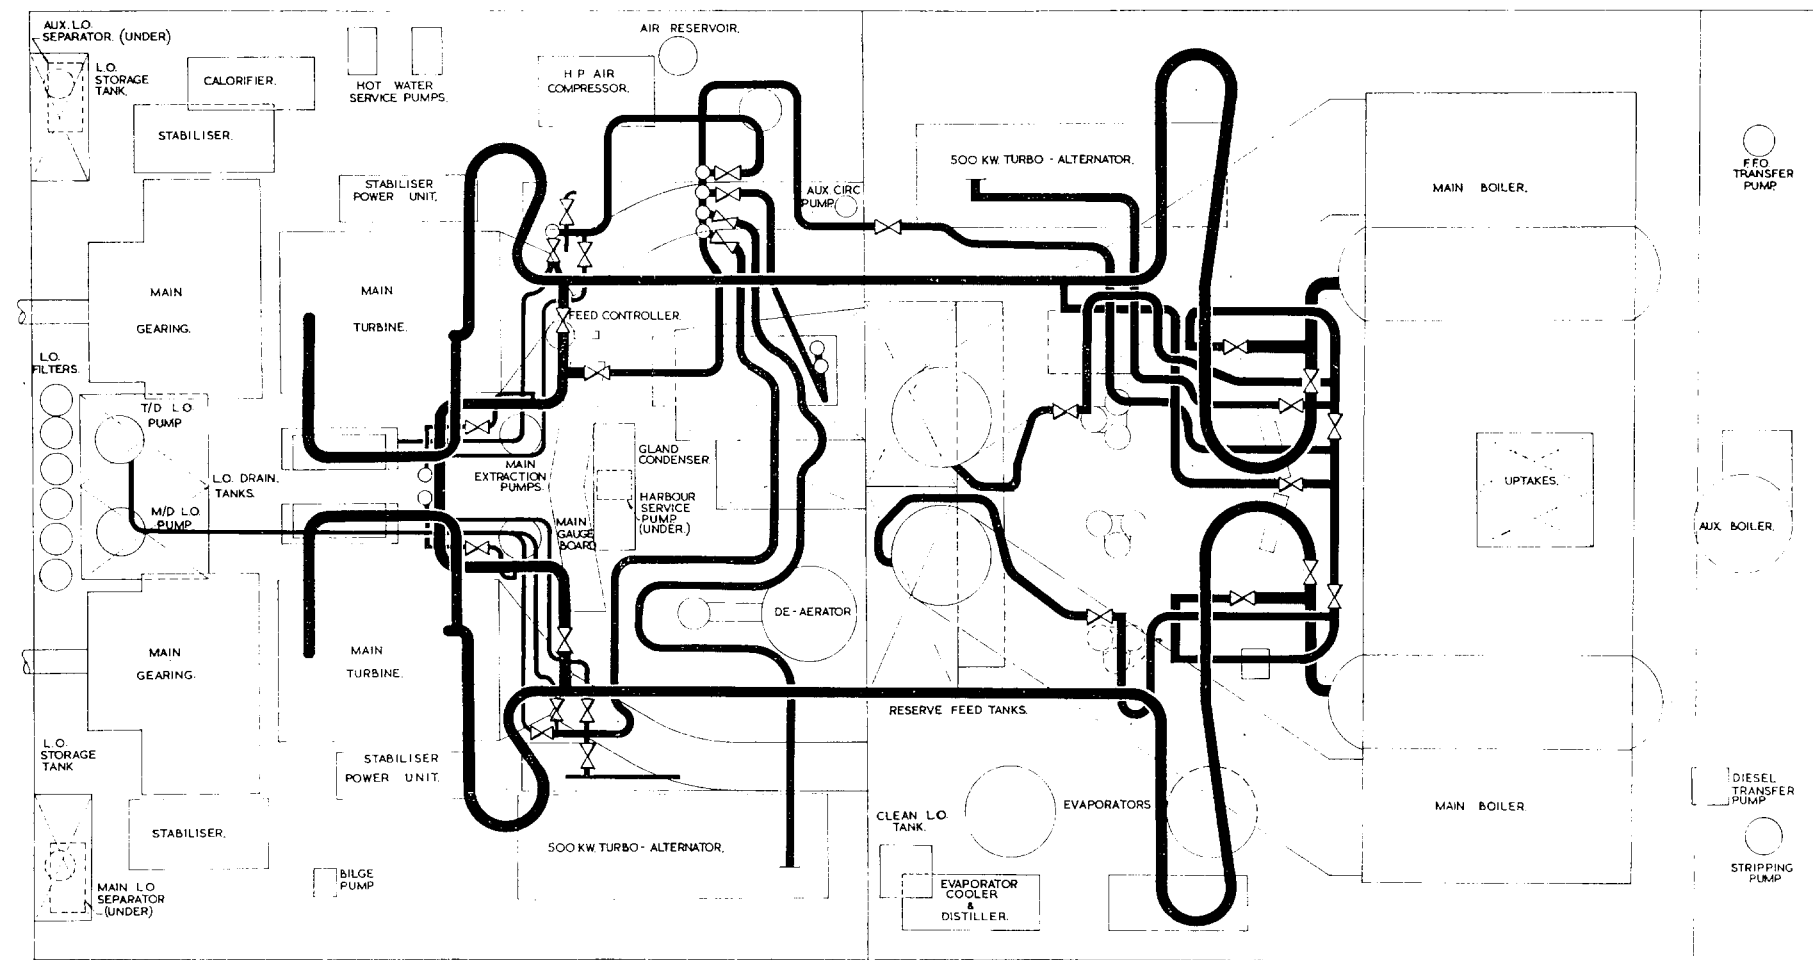 AUX. L.O.
SEPARATOR. (UNDER)
L.O.
STORAGE
TANK.
CALORIFIER.
STABILISER.
HOT WATER
SERVICE PUMPS.
AIR RESERVOIR.
H P AIR
COMPRESSOR.
STABILISER
POWER UNIT.
AUX CIRC
PUMP.
500 KW. TURBO - ALTERNATOR.
MAIN BOILER.
F.F.O.
TRANSFER
PUMP.
MAIN
GEARING.
MAIN
TURBINE.
FEED CONTROLLER.
L.O.
FILTERS.
T/D L.O.
PUMP
L.O. DRAIN.
TANKS.
M/D L.O.
PUMP.
MAIN
EXTRACTION
PUMPS.
GLAND
CONDENSER
HARBOUR
SERVICE
PUMP
(UNDER.)
MAIN
GAUGE
BOARD
UPTAKES.
AUX BOILER.
DE-AERATOR
MAIN
GEARING.
MAIN
TURBINE.
RESERVE FEED TANKS.
L.O.
STORAGE
TANK
STABILISER
POWER UNIT.
STABILISER.
BILGE
PUMP
MAIN L.O
SEPARATOR
(UNDER)
500 KW. TURBO - ALTERNATOR.
CLEAN L.O.
TANK.
EVAPORATORS
EVAPORATOR
COOLER
&
DISTILLER.
MAIN BOILER
DIESEL
TRANSFER
PUMP
STRIPPING
PUMP